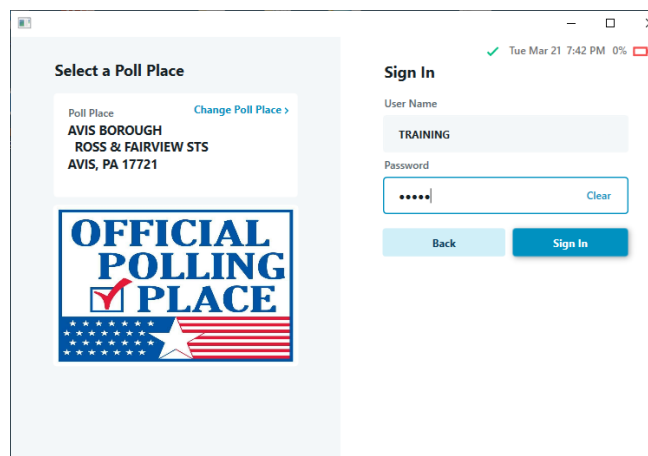 Tue Mar 21 7:42 PM 0%
Select a Poll Place
Poll Place
Change Poll Place ›
AVIS BOROUGH
ROSS & FAIRVIEW STS
AVIS, PA 17721
OFFICIAL
POLLING
PLACE
Sign In
User Name
TRAINING
Password
•••••
Clear
Back
Sign In